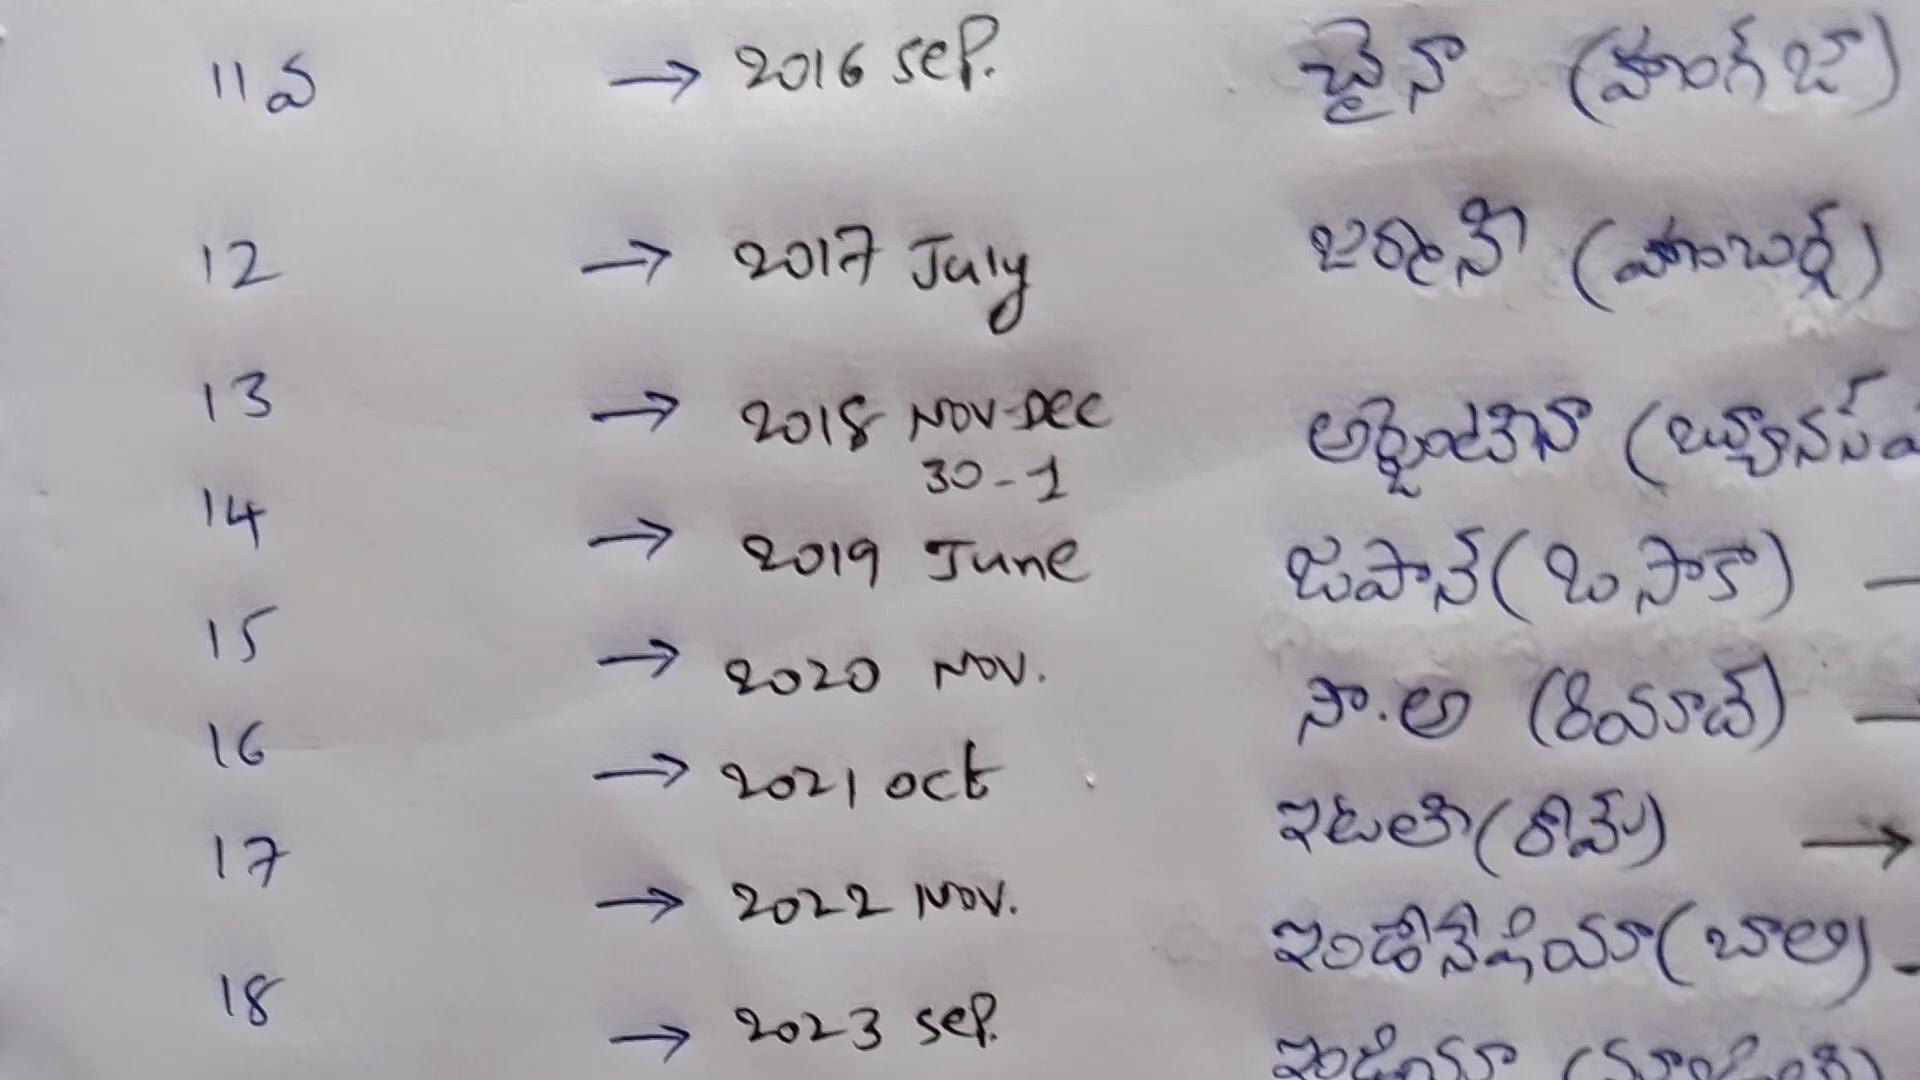 11వ → 2016 Sep. చైనా (హాంగ్ జౌ)
12 → 2017 July జర్మనీ (హాంబర్గ్)
13 → 2018 Nov-Dec అర్జెంటీనా (బ్యూనస్
30-1
14 → 2019 June జపాన్ (ఒసాకా) —
15 → 2020 Nov. సౌ.అ (రియాద్) —
16 → 2021 oct ఇటలీ (రోమ్) →
17 → 2022 Nov. ఇండోనేషియా (బాలి) -
18 → 2023 Sep. ఇండియా